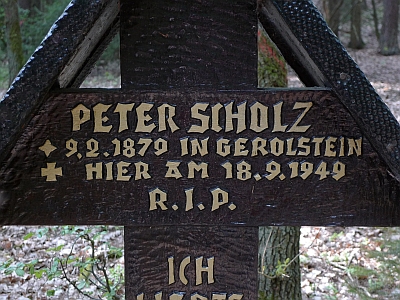 PETER SCHOLZ
9.2.1879 IN GEROLSTEIN
HIER AM 18.9.1949
R.I.P.
ICH